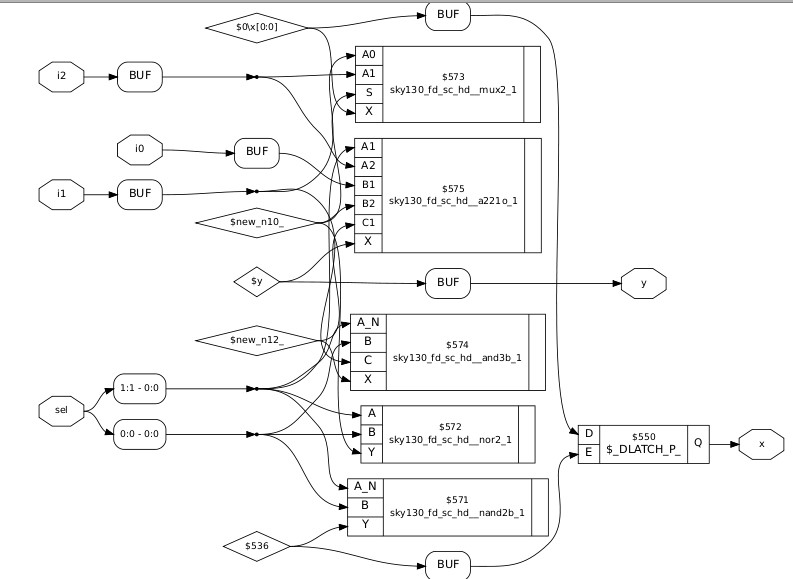 $0\x[0:0]
BUF
i2
BUF
A0
A1
S
X
$573
sky130_fd_sc_hd__mux2_1
i0
BUF
i1
BUF
A1
A2
B1
B2
C1
X
$575
sky130_fd_sc_hd__a221o_1
$new_n10_
$y
BUF
y
$new_n12_
A_N
B
C
X
$574
sky130_fd_sc_hd__and3b_1
sel
1:1 - 0:0
0:0 - 0:0
A
B
Y
$572
sky130_fd_sc_hd__nor2_1
D
E
$550
$_DLATCH_P_
Q
x
A_N
B
Y
$571
sky130_fd_sc_hd__nand2b_1
$536
BUF